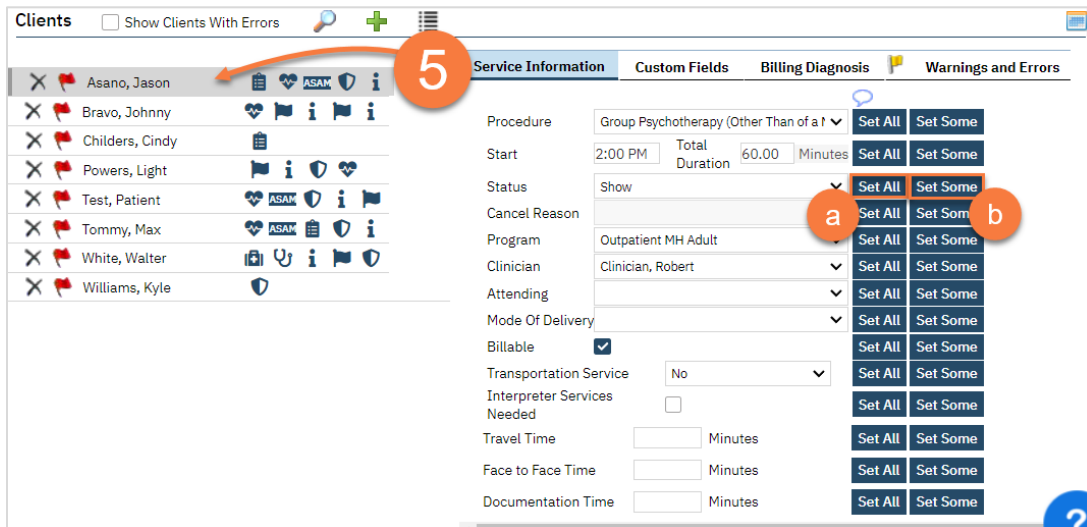 Clients Show Clients With Errors
5
Service Information Custom Fields Billing Diagnosis Warnings and Errors
Asano, Jason ASAM i
Bravo, Johnny i i
Childers, Cindy
Powers, Light i
Test, Patient ASAM i
Tommy, Max ASAM i
White, Walter i
Williams, Kyle
Procedure Group Psychotherapy (Other Than of a M Set All Set Some
Start 2:00 PM Total Duration 60.00 Minutes Set All Set Some
Status Show Set All Set Some
a b
Cancel Reason Set All Set Some
Program Outpatient MH Adult Set All Set Some
Clinician Clinician, Robert Set All Set Some
Attending Set All Set Some
Mode Of Delivery Set All Set Some
Billable Set All Set Some
Transportation Service No Set All Set Some
Interpreter Services Needed Set All Set Some
Travel Time Minutes Set All Set Some
Face to Face Time Minutes Set All Set Some
Documentation Time Minutes Set All Set Some